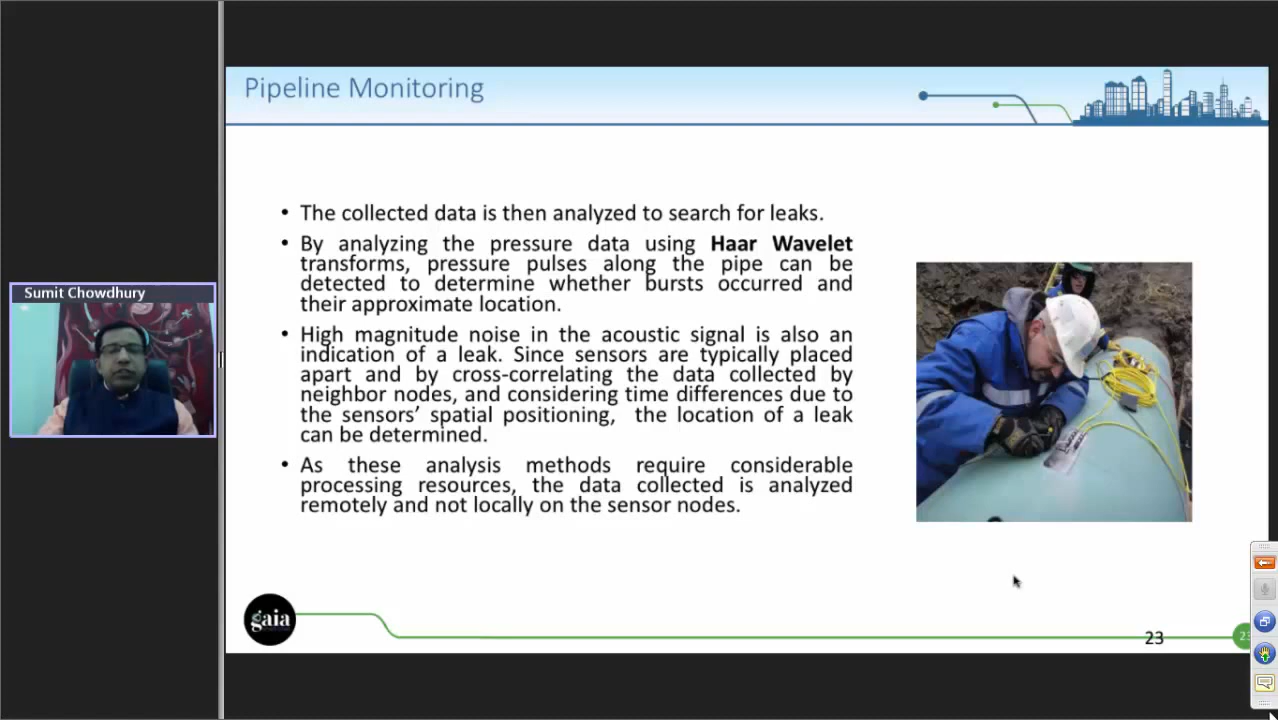 Pipeline Monitoring
Sumit Chowdhury
• The collected data is then analyzed to search for leaks.
• By analyzing the pressure data using Haar Wavelet
transforms, pressure pulses along the pipe can be
detected to determine whether bursts occurred and
their approximate location.
• High magnitude noise in the acoustic signal is also an
indication of a leak. Since sensors are typically placed
apart and by cross-correlating the data collected by
neighbor nodes, and considering time differences due to
the sensors’ spatial positioning, the location of a leak
can be determined.
• As these analysis methods require considerable
processing resources, the data collected is analyzed
remotely and not locally on the sensor nodes.
gaia
23
23